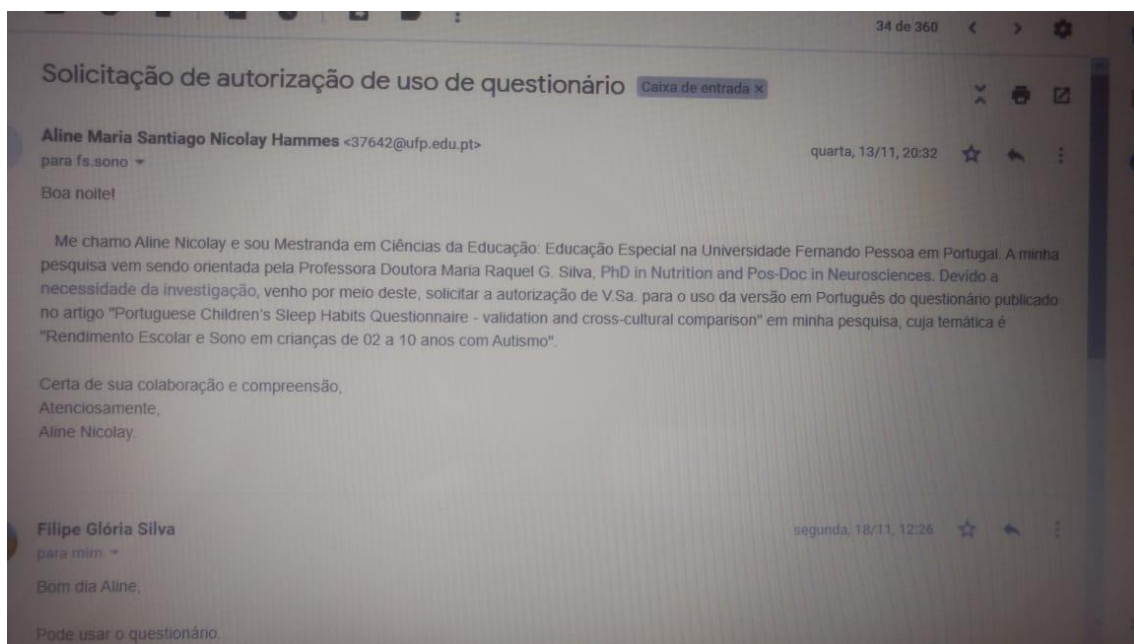 34 de 360
Solicitação de autorização de uso de questionário Caixa de entrada ×
Aline Maria Santiago Nicolay Hammes <37642@ufp.edu.pt>
quarta, 13/11, 20:32
para fs.sono
Boa noite!
Me chamo Aline Nicolay e sou Mestranda em Ciências da Educação: Educação Especial na Universidade Fernando Pessoa em Portugal. A minha
pesquisa vem sendo orientada pela Professora Doutora Maria Raquel G. Silva, PhD in Nutrition and Pos-Doc in Neurosciences. Devido a
necessidade da investigação, venho por meio deste, solicitar a autorização de V.Sa. para o uso da versão em Português do questionário publicado
no artigo "Portuguese Children's Sleep Habits Questionnaire - validation and cross-cultural comparison" em minha pesquisa, cuja temática é
"Rendimento Escolar e Sono em crianças de 02 a 10 anos com Autismo".
Certa de sua colaboração e compreensão,
Atenciosamente,
Aline Nicolay.
Filipe Glória Silva
segunda, 18/11, 12:26
para mim
Bom dia Aline,
Pode usar o questionário.